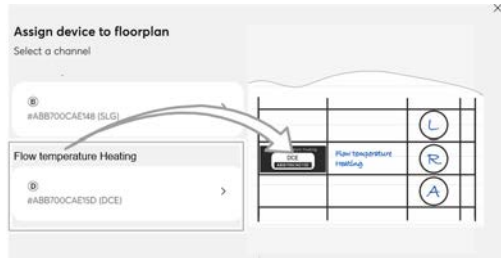 Assign device to floorplan
Select a channel
B
#ABB700CAE148 (SLG)
Flow temperature Heating
D
#ABB700CAE15D (DCE)
DCE
Flow temperature
Heating
L
R
A